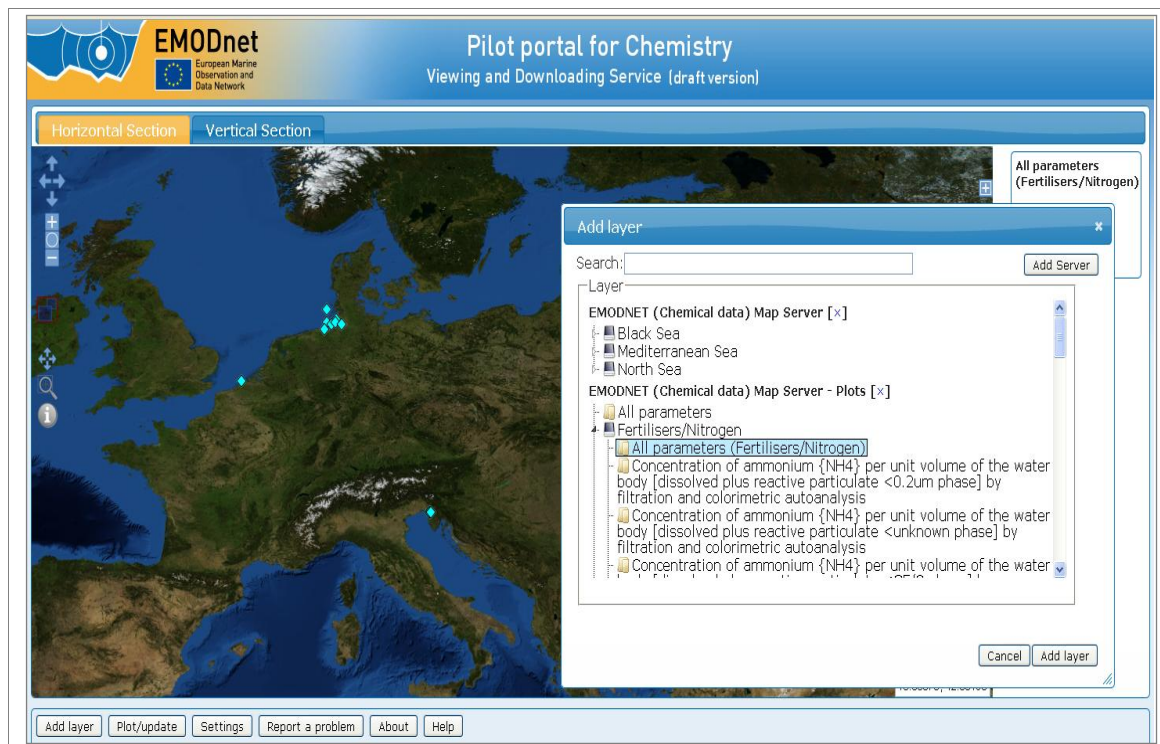 EMODnet
European Marine
Observation and
Data Network
Pilot portal for Chemistry
Viewing and Downloading Service (draft version)
Horizontal Section
Vertical Section
All parameters
(Fertilisers/Nitrogen)
Add layer
x
Search:
Add Server
Layer
EMODNET (Chemical data) Map Server [x]
Black Sea
Mediterranean Sea
North Sea
EMODNET (Chemical data) Map Server - Plots [x]
All parameters
Fertilisers/Nitrogen
All parameters (Fertilisers/Nitrogen)
Concentration of ammonium {NH4} per unit volume of the water
body [dissolved plus reactive particulate <0.2um phase] by
filtration and colorimetric autoanalysis
Concentration of ammonium {NH4} per unit volume of the water
body [dissolved plus reactive particulate <unknown phase] by
filtration and colorimetric autoanalysis
Concentration of ammonium {NH4} per unit volume of the water
Cancel
Add layer
Add layer
Plot/update
Settings
Report a problem
About
Help